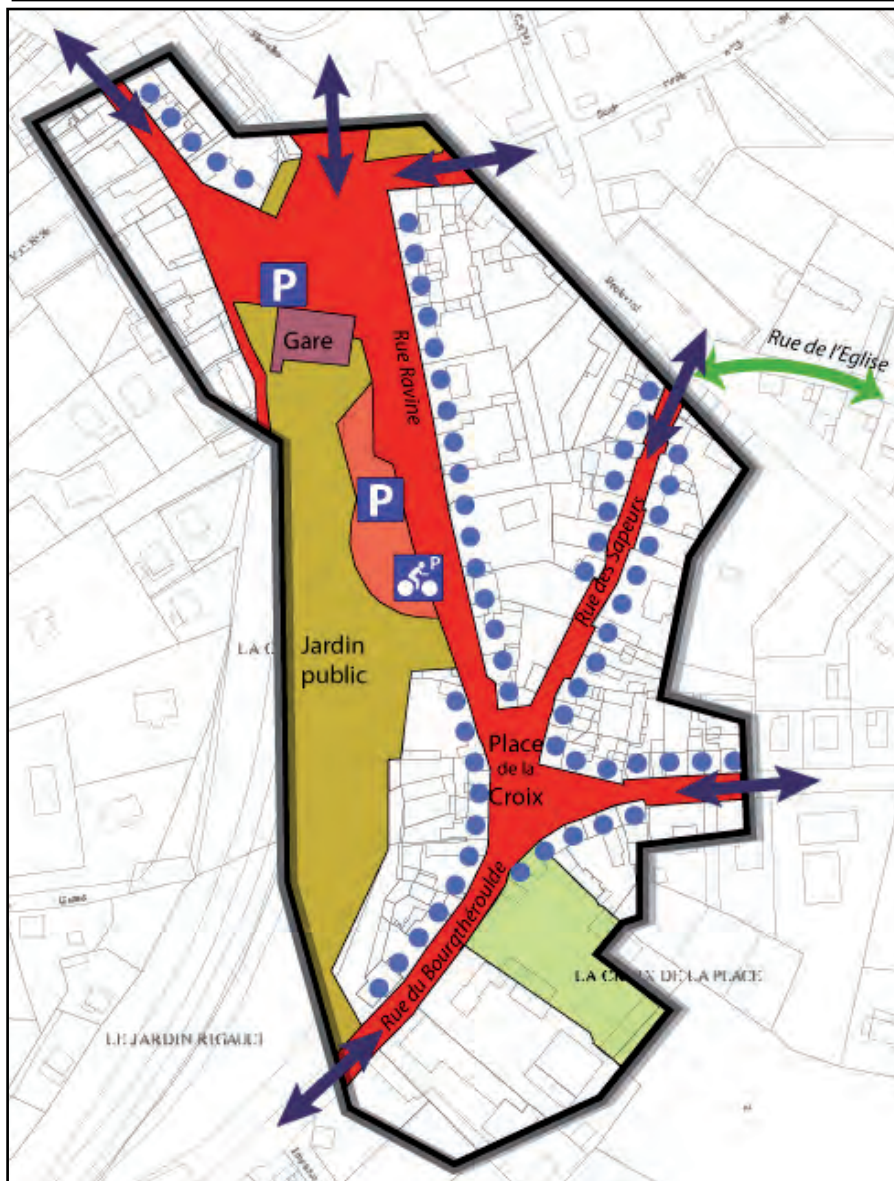 P
Gare
Rue Ravine
Rue de l'Eglise
P
P
Rue des Sapeurs
Jardin
public
Place
de la
Croix
Rue du Bourgthéroulde
LA CROIX DE LA PLACE
LE JARDIN RIGAULT